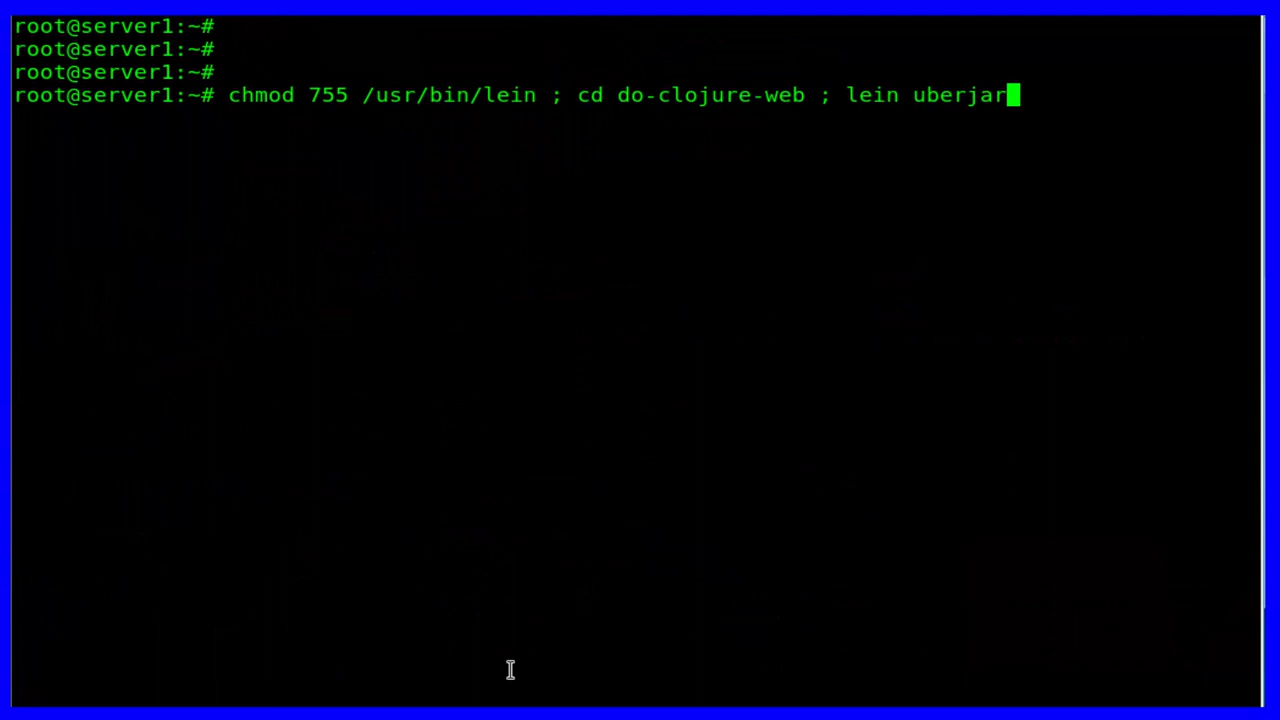 root@server1:~#
root@server1:~#
root@server1:~#
root@server1:~# chmod 755 /usr/bin/lein ; cd do-clojure-web ; lein uberjar